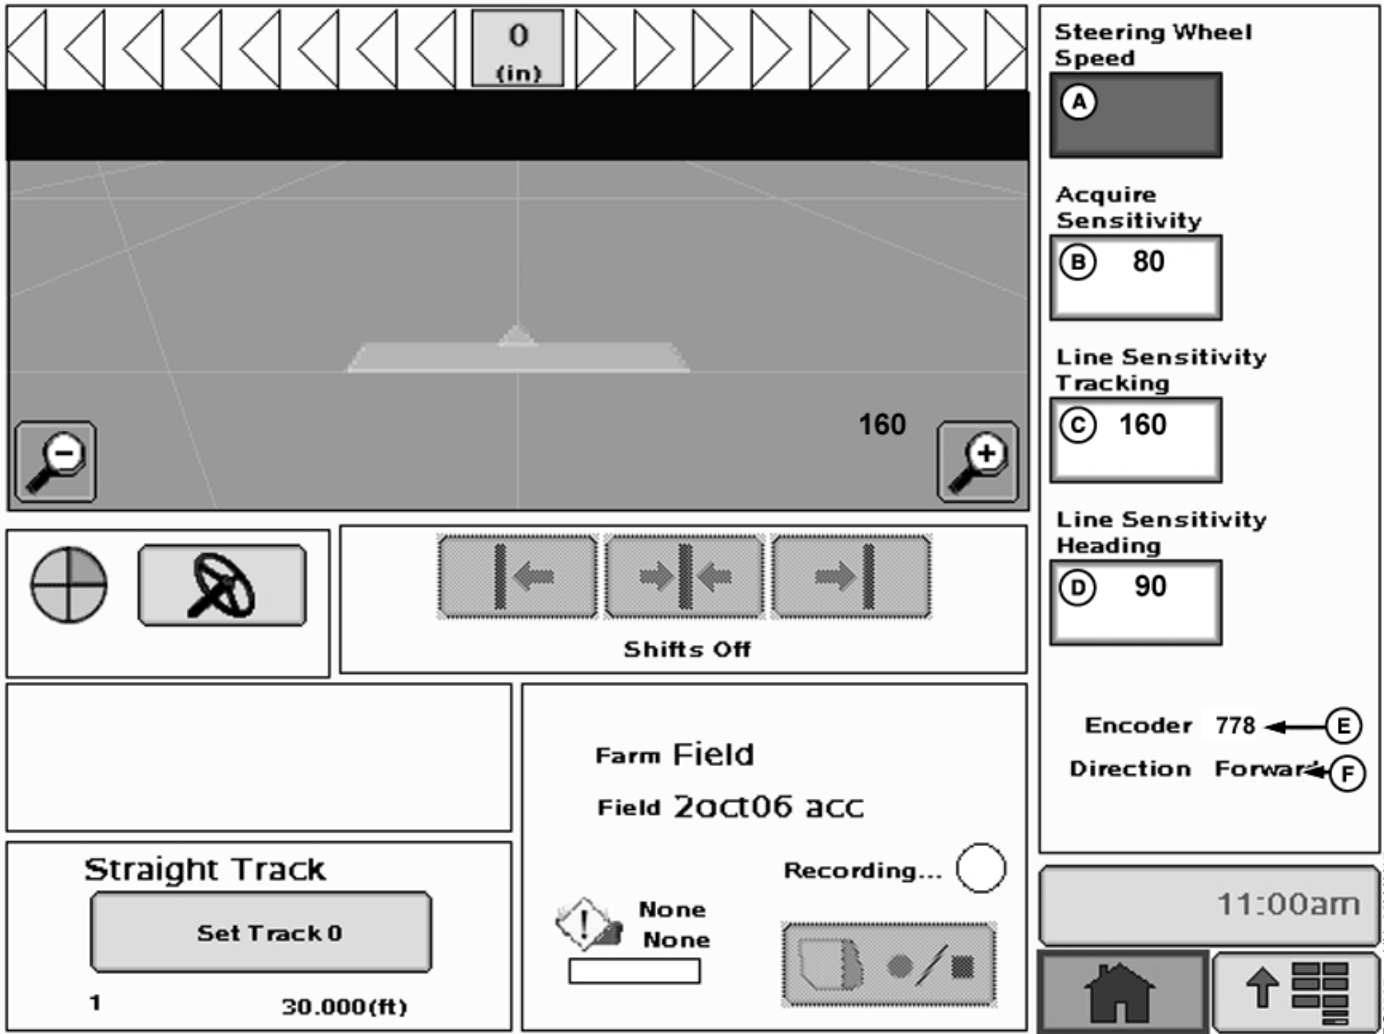 0
(in)
160
Shifts Off
Farm Field
Field 2oct06 acc
Recording...
None
None
Straight Track
Set Track 0
1 30.000(ft)
Steering Wheel
Speed
A
Acquire
Sensitivity
B 80
Line Sensitivity
Tracking
C 160
Line Sensitivity
Heading
D 90
Encoder 778 E
Direction Forward F
11:00am